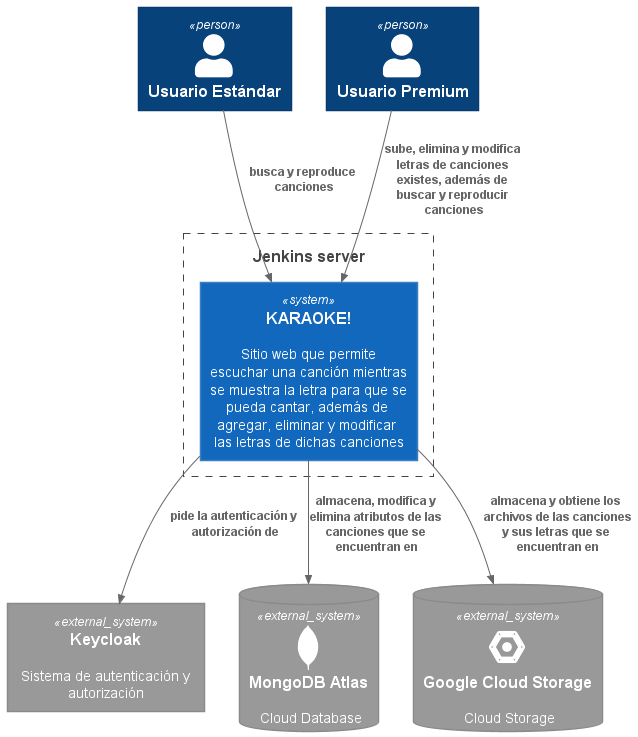 «person»
Usuario Estándar
«person»
Usuario Premium
busca y reproduce
canciones
sube, elimina y modifica
letras de canciones
existes, además de
buscar y reproducir
canciones
Jenkins server
«system»
KARAOKE!
Sitio web que permite
escuchar una canción mientras
se muestra la letra para que se
pueda cantar, además de
agregar, eliminar y modificar
las letras de dichas canciones
pide la autenticación y
autorización de
almacena, modifica y
elimina atributos de las
canciones que se
encuentran en
almacena y obtiene los
archivos de las canciones
y sus letras que se
encuentran en
«external_system»
Keycloak
Sistema de autenticación y
autorización
«external_system»
MongoDB Atlas
Cloud Database
«external_system»
Google Cloud Storage
Cloud Storage